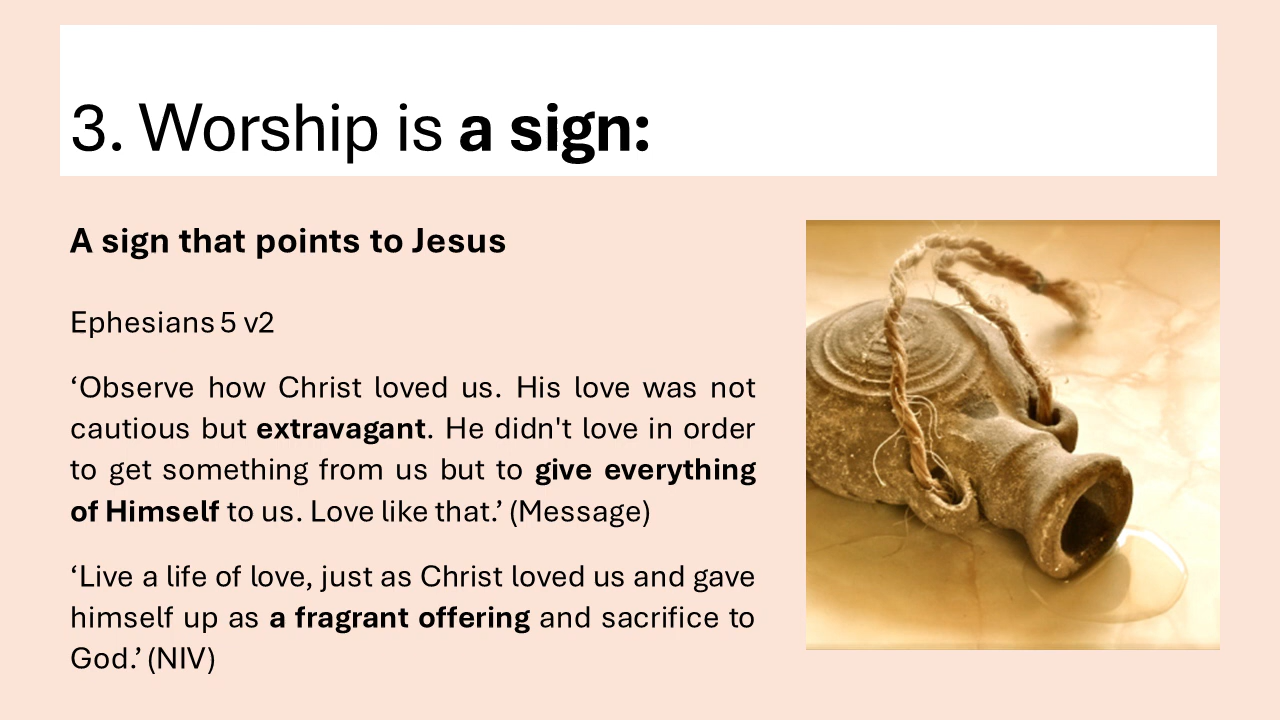 3. Worship is a sign:
A sign that points to Jesus
Ephesians 5 v2
‘Observe how Christ loved us. His love was not
cautious but extravagant. He didn't love in order
to get something from us but to give everything
of Himself to us. Love like that.’ (Message)
‘Live a life of love, just as Christ loved us and gave
himself up as a fragrant offering and sacrifice to
God.’ (NIV)